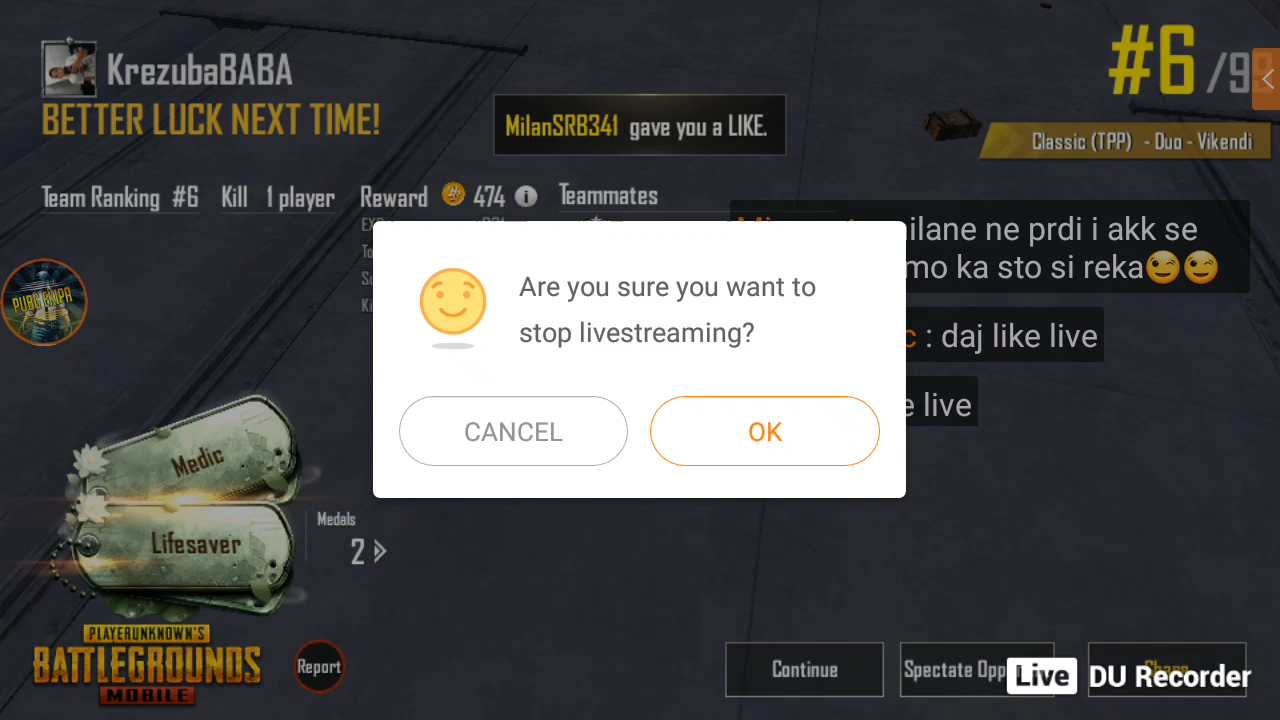 KrezubaBABA
BETTER LUCK NEXT TIME!
#6
MilanSRB341 gave you a LIKE.
Classic (TPP) - Duo - Vikendi
Team Ranking #6 Kill 1 player Reward 474 Teammates
ilane ne prdi i akk se
mo ka sto si reka😉😉
Are you sure you want to
stop livestreaming?
c : daj like live
e live
CANCEL
OK
Medic
Lifesaver
Medals
2
PLAYERUNKNOWN'S
BATTLEGROUNDS
MOBILE
Report
Continue
Spectate
Share
Live DU Recorder